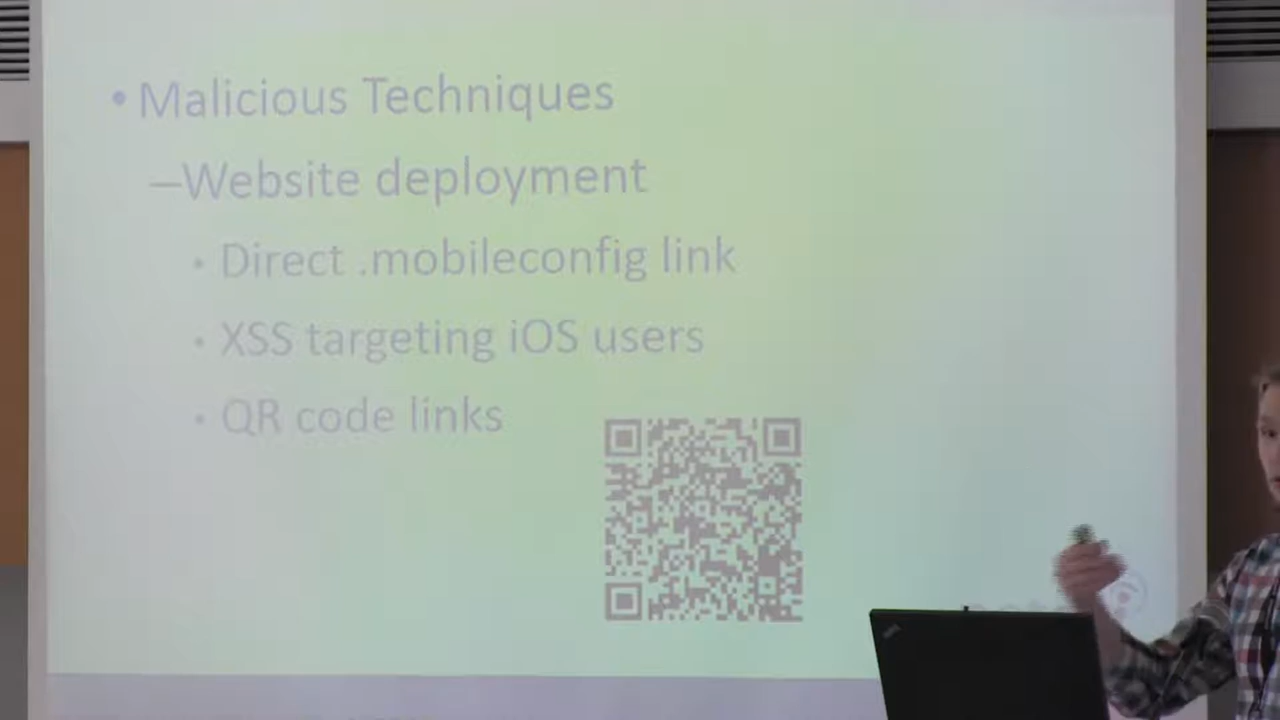 • Malicious Techniques
–Website deployment
• Direct .mobileconfig link
• XSS targeting iOS users
• QR code links